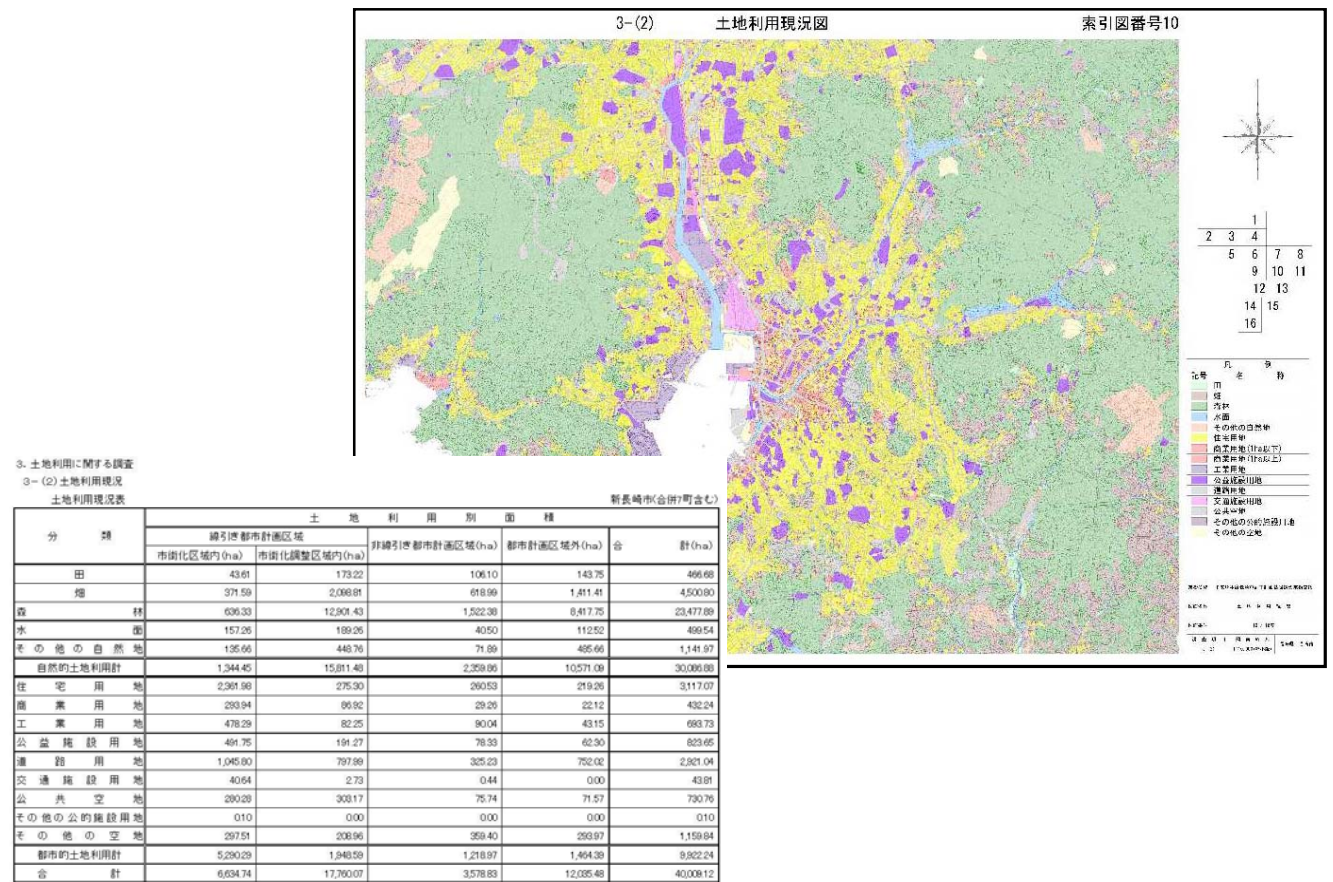 3-(2) 土地利用現況図 索引図番号10
1
2 3 4
5 6 7 8
9 10 11
12 13
14 15
16
凡 例
記号 名 称
田
畑
森林
水面
その他の自然地
住宅用地
商業用地(1ha以下)
商業用地(1ha以上)
工業用地
公益施設用地
道路用地
交通施設用地
公共空地
その他の公的施設用地
その他の空地
3. 土地利用に関する調査
3-(2)土地利用現況
土地利用現況表 新長崎市(合併7町含む)
分 類 土 地 利 用 別 面 積
線引き都市計画区域 非線引き都市計画区域(ha) 都市計画区域外(ha) 合 計(ha)
市街化区域内(ha) 市街化調整区域内(ha)
田 43.61 173.22 106.10 143.75 466.68
畑 371.59 2,098.81 618.99 1,411.41 4,500.80
森 林 636.33 12,901.43 1,522.38 8,417.75 23,477.89
水 面 157.26 189.26 40.50 112.52 499.54
そ の 他 の 自 然 地 135.66 448.76 71.89 485.66 1,141.97
自然的土地利用計 1,344.45 15,811.48 2,359.86 10,571.09 30,086.88
住 宅 用 地 2,361.98 275.30 260.53 219.26 3,117.07
商 業 用 地 293.94 86.92 29.26 22.12 432.24
工 業 用 地 478.29 82.25 90.04 43.15 693.73
公 益 施 設 用 地 491.75 191.27 78.33 62.30 823.65
道 路 用 地 1,045.80 797.99 325.23 752.02 2,921.04
交 通 施 設 用 地 40.64 2.73 0.44 0.00 43.81
公 共 空 地 280.28 303.17 75.74 71.57 730.76
その他の公的施設用地 0.10 0.00 0.00 0.00 0.10
そ の 他 の 空 地 297.51 208.96 359.40 293.97 1,159.84
都市的土地利用計 5,290.29 1,948.59 1,218.97 1,464.39 9,922.24
合 計 6,634.74 17,760.07 3,578.83 12,035.48 40,009.12